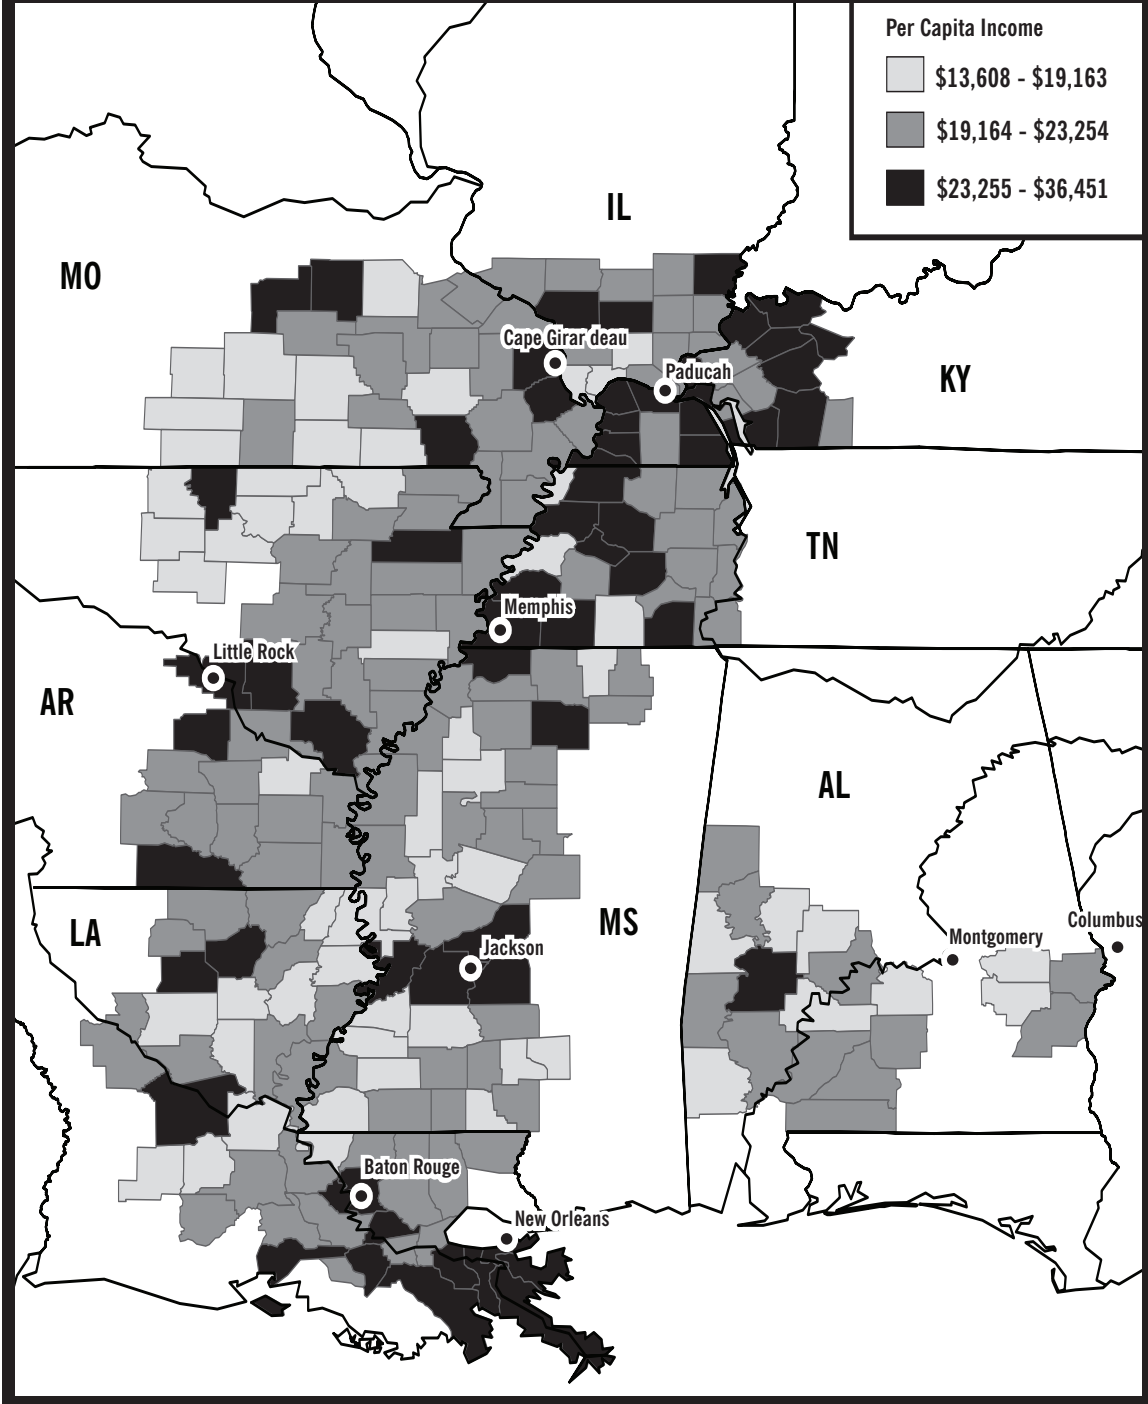 Per Capita Income
$13,608 - $19,163
$19,164 - $23,254
$23,255 - $36,451
IL
MO
Cape Girar deau
Paducah
KY
TN
Memphis
Little Rock
AR
AL
MS
LA
Columbus
Montgomery
Jackson
Baton Rouge
New Orleans